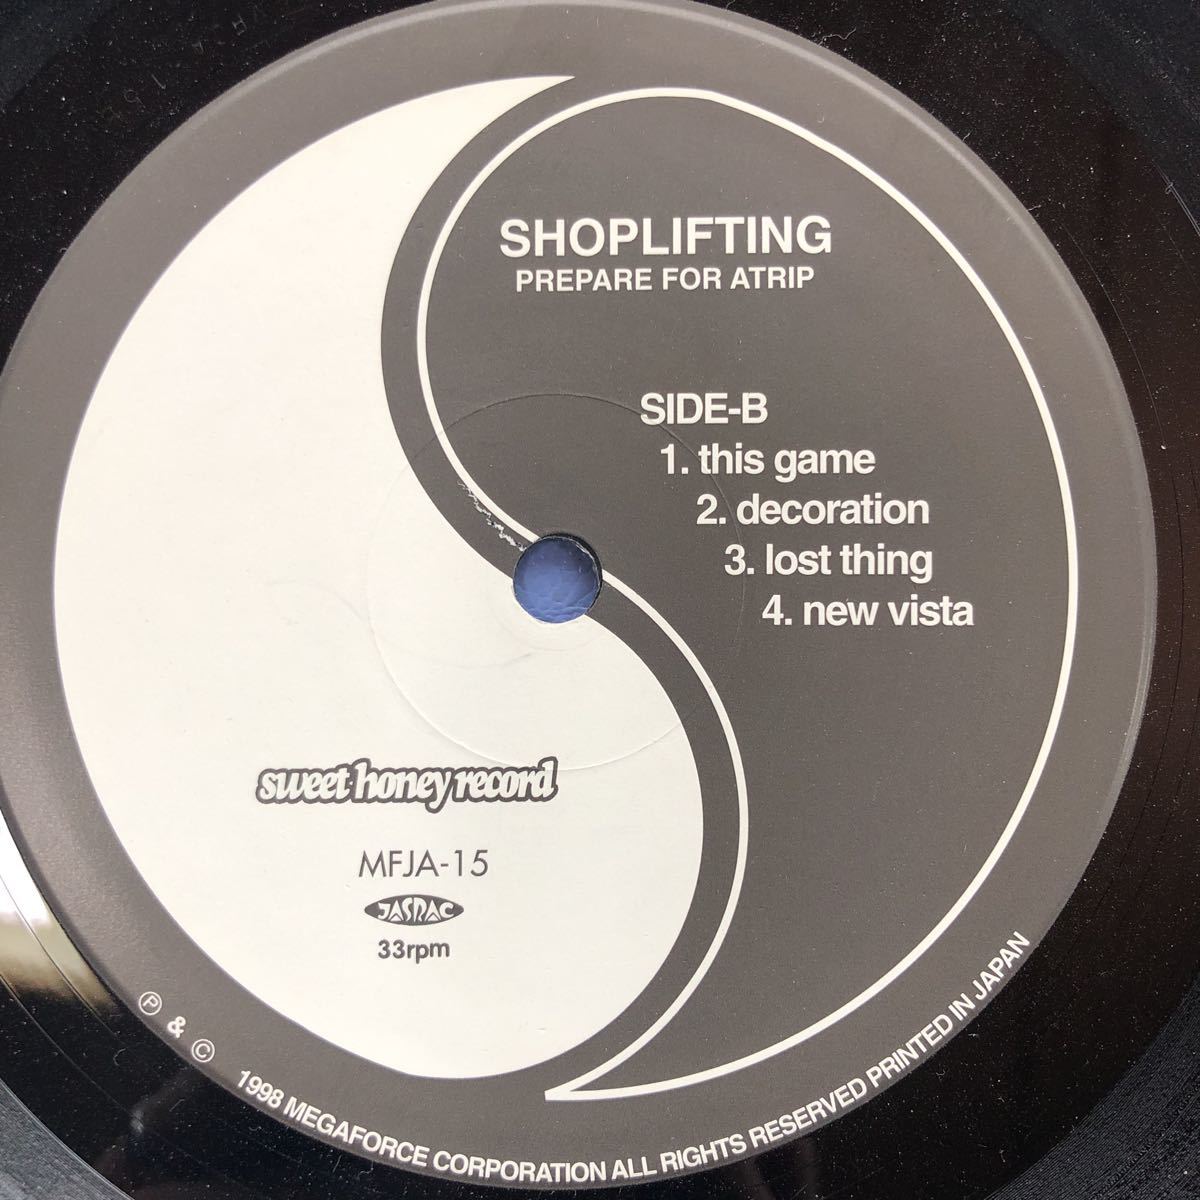 SHOPLIFTING
PREPARE FOR ATRIP
SIDE-B
1. this game
2. decoration
3. lost thing
4. new vista
sweet honey record
MFJA-15
JASRAC
33rpm
Ⓟ & © 1998 MEGAFORCE CORPORATION ALL RIGHTS RESERVED PRINTED IN JAPAN